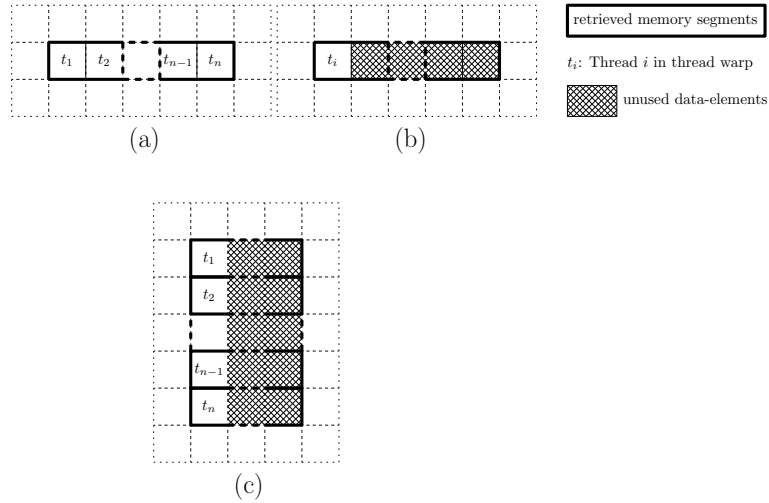 t₁ t₂ tₙ₋₁ tₙ
(a)
tᵢ
(b)
retrieved memory segments
tᵢ: Thread i in thread warp
unused data-elements
t₁
t₂
tₙ₋₁
tₙ
(c)